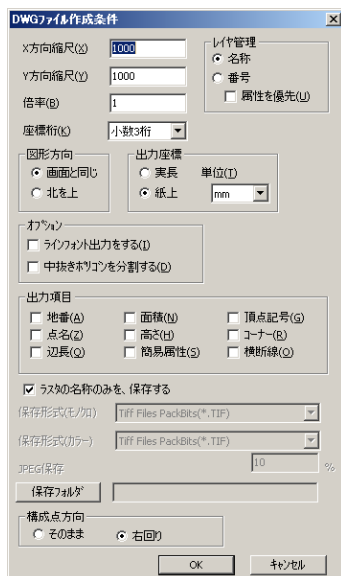 DWGファイル作成条件
X方向縮尺(X) 1000
Y方向縮尺(Y) 1000
倍率(B) 1
座標桁(K) 小数3桁
レイヤ管理
名称
番号
属性を優先(U)
図形方向
画面と同じ
北を上
出力座標
実長 単位(T)
紙上 mm
オプション
ラインフォント出力をする(I)
中抜きポリゴンを分割する(D)
出力項目
地番(A) 面積(N) 頂点記号(G)
点名(Z) 高さ(H) コーナー(R)
辺長(Q) 簡易属性(S) 横断線(O)
ラスタの名称のみを、保存する
保存形式(モノクロ) Tiff Files PackBits(*.TIF)
保存形式(カラー) Tiff Files PackBits(*.TIF)
JPEG保存 10 %
保存フォルダ
構成点方向
そのまま 右回り
OK キャンセル